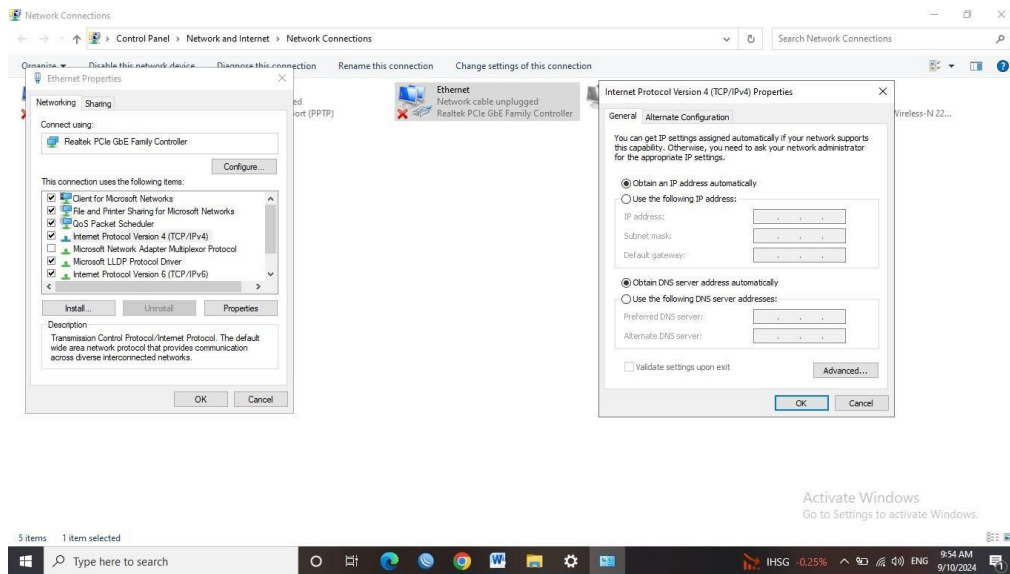 Network Connections
Control Panel > Network and Internet > Network Connections
Search Network Connections
Organize Disable this network device Diagnose this connection Rename this connection Change settings of this connection
Ethernet Properties
Networking Sharing
Connect using:
Realtek PCIe GbE Family Controller
Configure...
This connection uses the following items:
Client for Microsoft Networks
File and Printer Sharing for Microsoft Networks
QoS Packet Scheduler
Internet Protocol Version 4 (TCP/IPv4)
Microsoft Network Adapter Multiplexor Protocol
Microsoft LLDP Protocol Driver
Internet Protocol Version 6 (TCP/IPv6)
Install... Uninstall Properties
Description
Transmission Control Protocol/Internet Protocol. The default
wide area network protocol that provides communication
across diverse interconnected networks.
OK Cancel
ed
ort (PPTP)
Ethernet
Network cable unplugged
Realtek PCIe GbE Family Controller
Internet Protocol Version 4 (TCP/IPv4) Properties
General Alternate Configuration
You can get IP settings assigned automatically if your network supports
this capability. Otherwise, you need to ask your network administrator
for the appropriate IP settings.
Obtain an IP address automatically
Use the following IP address:
IP address:
Subnet mask:
Default gateway:
Obtain DNS server address automatically
Use the following DNS server addresses:
Preferred DNS server:
Alternate DNS server:
Validate settings upon exit
Advanced...
OK Cancel
Wireless-N 22...
Activate Windows
Go to Settings to activate Windows.
5 items 1 item selected
Type here to search
IHSG -0,25%
ENG
9:54 AM
9/10/2024